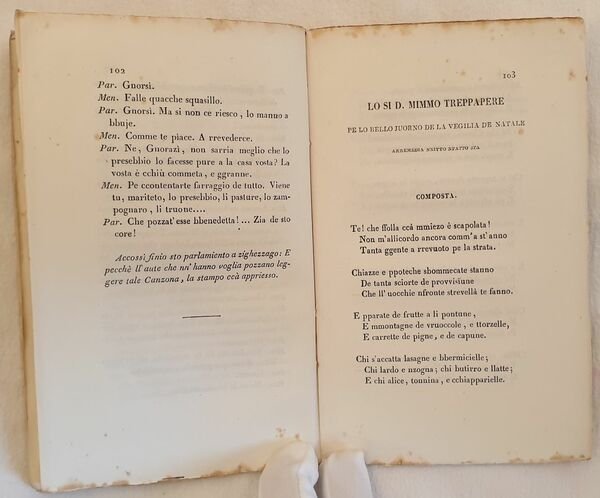 102
Par. Gnorsì.
Men. Falle quacche squasillo.
Par. Gnorsì. Ma si non ce riesco, lo manno a
bbuje.
Men. Comme te piace. A rrevederce.
Par. Ne, Gnorazì, non sarria meglio che lo
presebbio lo facesse pure a la casa vosta? La
vosta è cchiù commeta, e ggranne.
Men. Pe ccontentarte farraggio de tutto. Viene
tu, mariteto, lo presebbio, li pasture, lo zam-
pognaro, li truone....
Par. Che pozzat'esse bbenedetta!... Zia de sto
core!
Accossì finìo sto parlamiento a zighezzago: E
pecchè ll'aute che nn'hanno voglia pozzano leg-
gere tale Canzona, la stampo ccà appriesso.
103
LO SI D. MIMMO TREPPAPERE
PE LO BELLO JUORNO DE LA VEGILIA DE NATALE
COMPOSTA.
Te! che ffolla ccà mmiezo è scapolata!
Non m'allicordo ancora comm'a st'anno
Tanta ggente a rrevuoto pe la strata.
Chiazze e ppoteche sbommecate stanno
De tanta sciorte de provvisiune
Che ll'uocchie nfronte strevellà te fanno.
E pparate de frutte a li pontune,
E mmontagne de vruoccole, e ttorzelle,
E carrette de pigne, e de capune.
Chi s'accatta lasagne e bbermicielle;
Chi lardo e nzogna; chi butirro e llatte;
E chi alice, tonnina, e cchiapparielle.